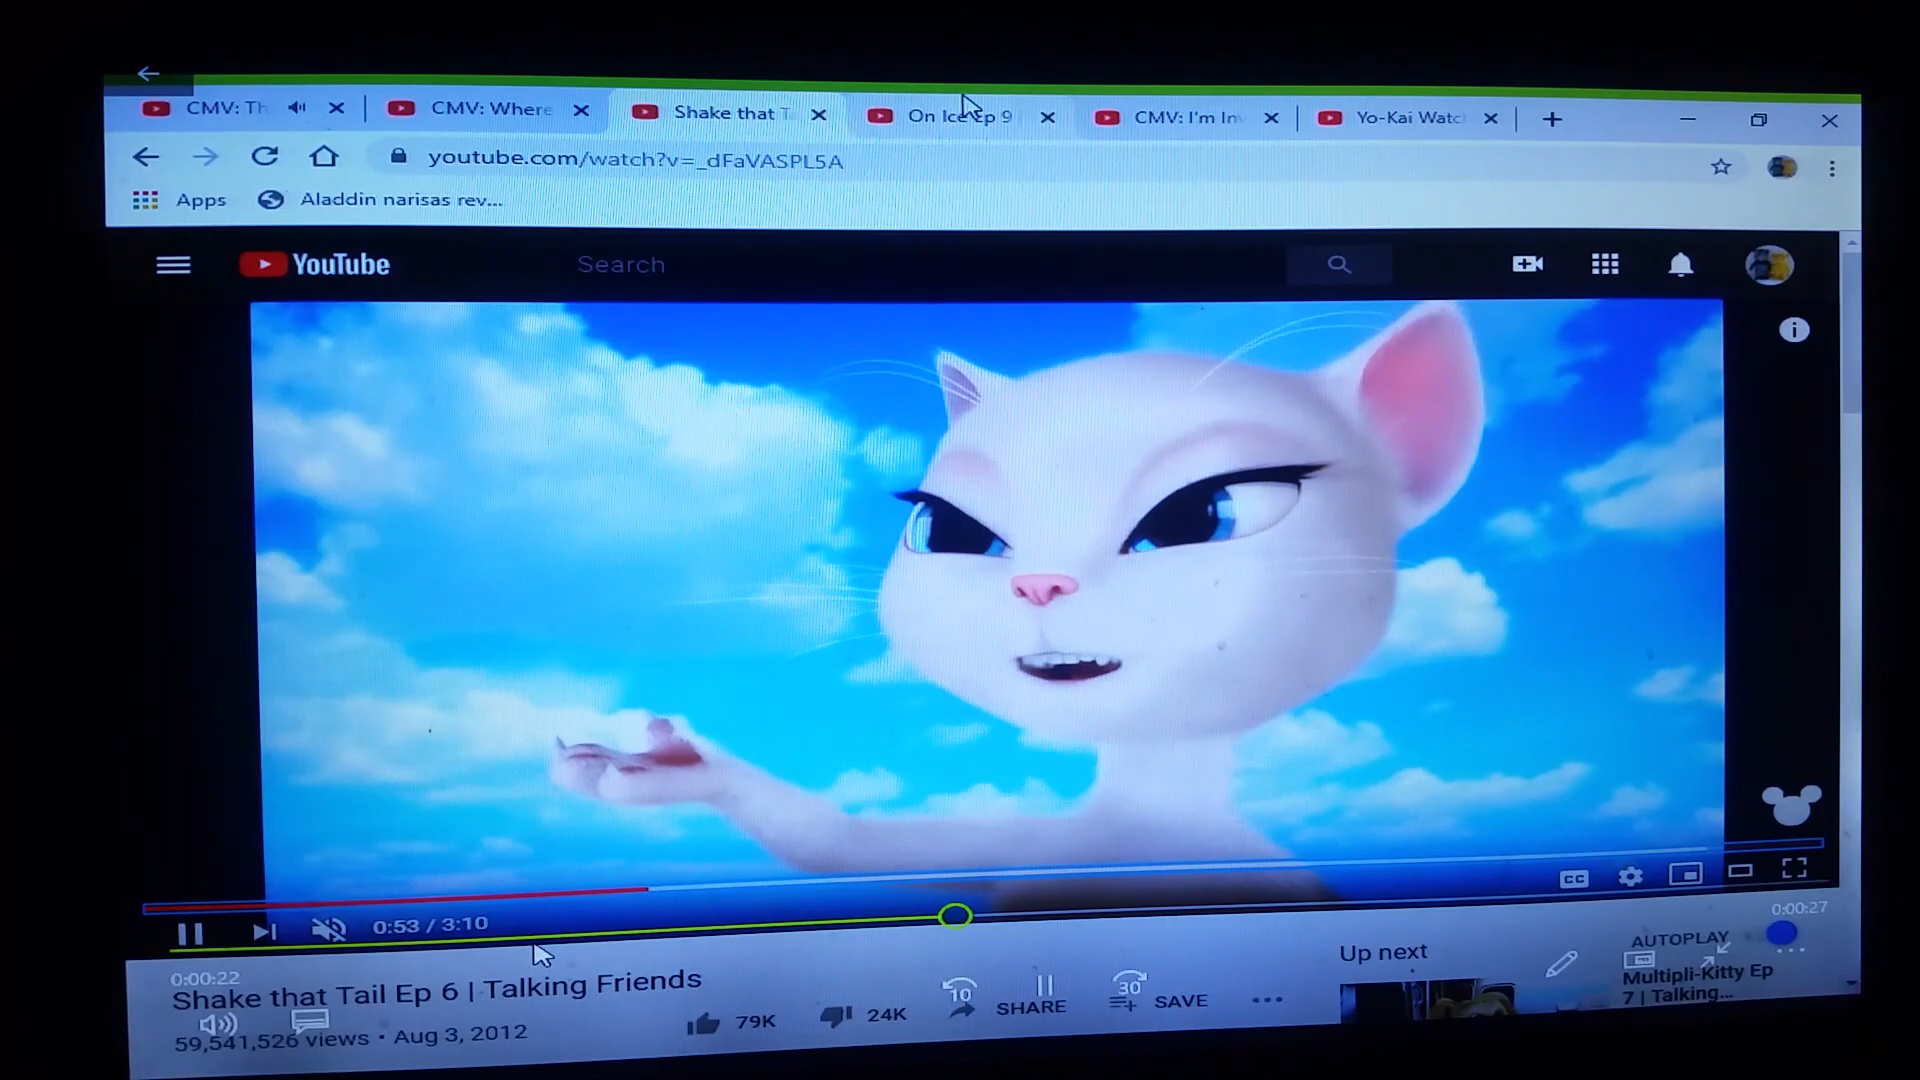 CMV: Th
CMV: Where
Shake that T
On Ice Ep 9
CMV: I'm Inv
Yo-Kai Watc
youtube.com/watch?v=_dFaVASPL5A
Apps
Aladdin narisas rev...
YouTube
Search
CC
0:53 / 3:10
0:00:27
0:00:22
Up next
AUTOPLAY
Shake that Tail Ep 6 | Talking Friends
10
30
79K
24K
SHARE
SAVE
Multipli-Kitty Ep
7 | Talking...
59,541,526 views • Aug 3, 2012